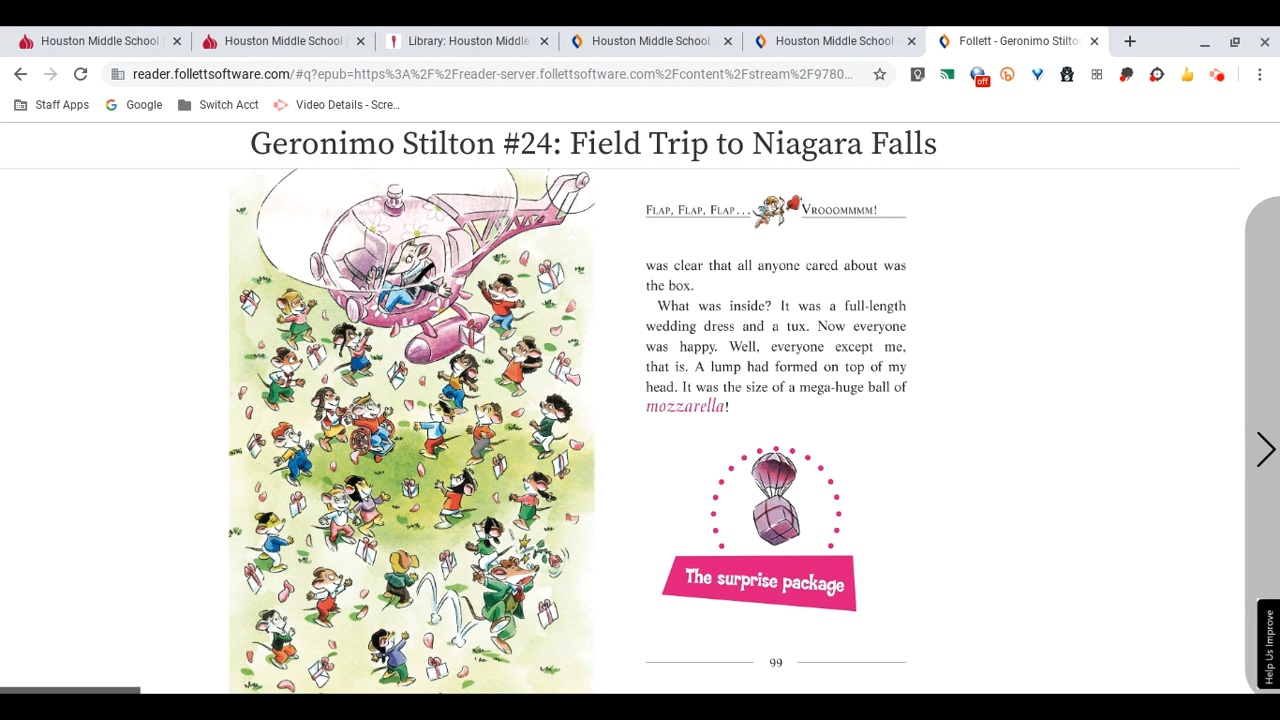 Houston Middle School
Houston Middle School
Library: Houston Middle
Houston Middle School
Houston Middle School
Follett - Geronimo Stilto
reader.follettsoftware.com/#q?epub=https%3A%2F%2Freader-server.follettsoftware.com%2Fcontent%2Fstream%2F9780...
off
Staff Apps
Google
Switch Acct
Video Details - Scre...
Geronimo Stilton #24: Field Trip to Niagara Falls
Flap, Flap, Flap... Vrooommmm!
was clear that all anyone cared about was
the box.
What was inside? It was a full-length
wedding dress and a tux. Now everyone
was happy. Well, everyone except me,
that is. A lump had formed on top of my
head. It was the size of a mega-huge ball of
mozzarella!
The surprise package
99
Help Us Improve